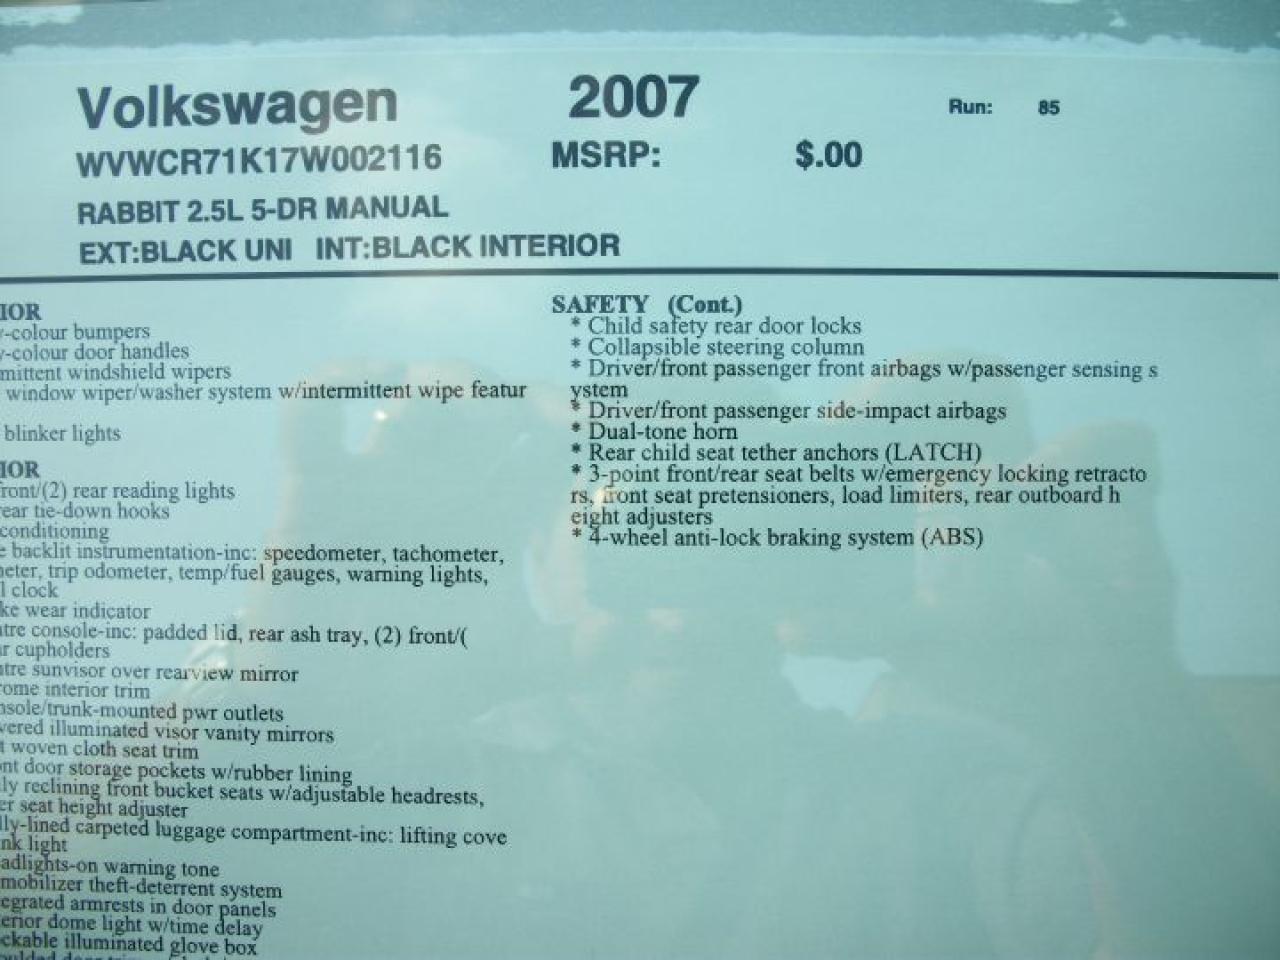 Volkswagen 2007 Run: 85
WVWCR71K17W002116 MSRP: $.00
RABBIT 2.5L 5-DR MANUAL
EXT:BLACK UNI INT:BLACK INTERIOR
IOR
-colour bumpers
-colour door handles
mittent windshield wipers
window wiper/washer system w/intermittent wipe featur
blinker lights
IOR
front/(2) rear reading lights
ear tie-down hooks
conditioning
e backlit instrumentation-inc: speedometer, tachometer,
eter, trip odometer, temp/fuel gauges, warning lights,
l clock
ke wear indicator
tre console-inc: padded lid, rear ash tray, (2) front/(
r cupholders
tre sunvisor over rearview mirror
rome interior trim
nsole/trunk-mounted pwr outlets
vered illuminated visor vanity mirrors
t woven cloth seat trim
nt door storage pockets w/rubber lining
ly reclining front bucket seats w/adjustable headrests,
er seat height adjuster
lly-lined carpeted luggage compartment-inc: lifting cove
nk light
adlights-on warning tone
mobilizer theft-deterrent system
egrated armrests in door panels
erior dome light w/time delay
ckable illuminated glove box
SAFETY (Cont.)
* Child safety rear door locks
* Collapsible steering column
* Driver/front passenger front airbags w/passenger sensing s
ystem
* Driver/front passenger side-impact airbags
* Dual-tone horn
* Rear child seat tether anchors (LATCH)
* 3-point front/rear seat belts w/emergency locking retracto
rs, front seat pretensioners, load limiters, rear outboard h
eight adjusters
* 4-wheel anti-lock braking system (ABS)